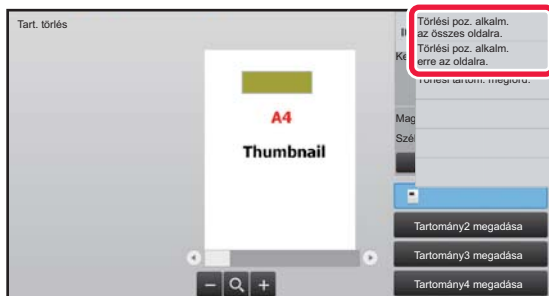 Tart. törlés
Törlési poz. alkalm.
az összes oldalra.
Törlési poz. alkalm.
erre az oldalra.
Törlési tartom. megford.
A4
Thumbnail
Tartomány2 megadása
Tartomány3 megadása
Tartomány4 megadása